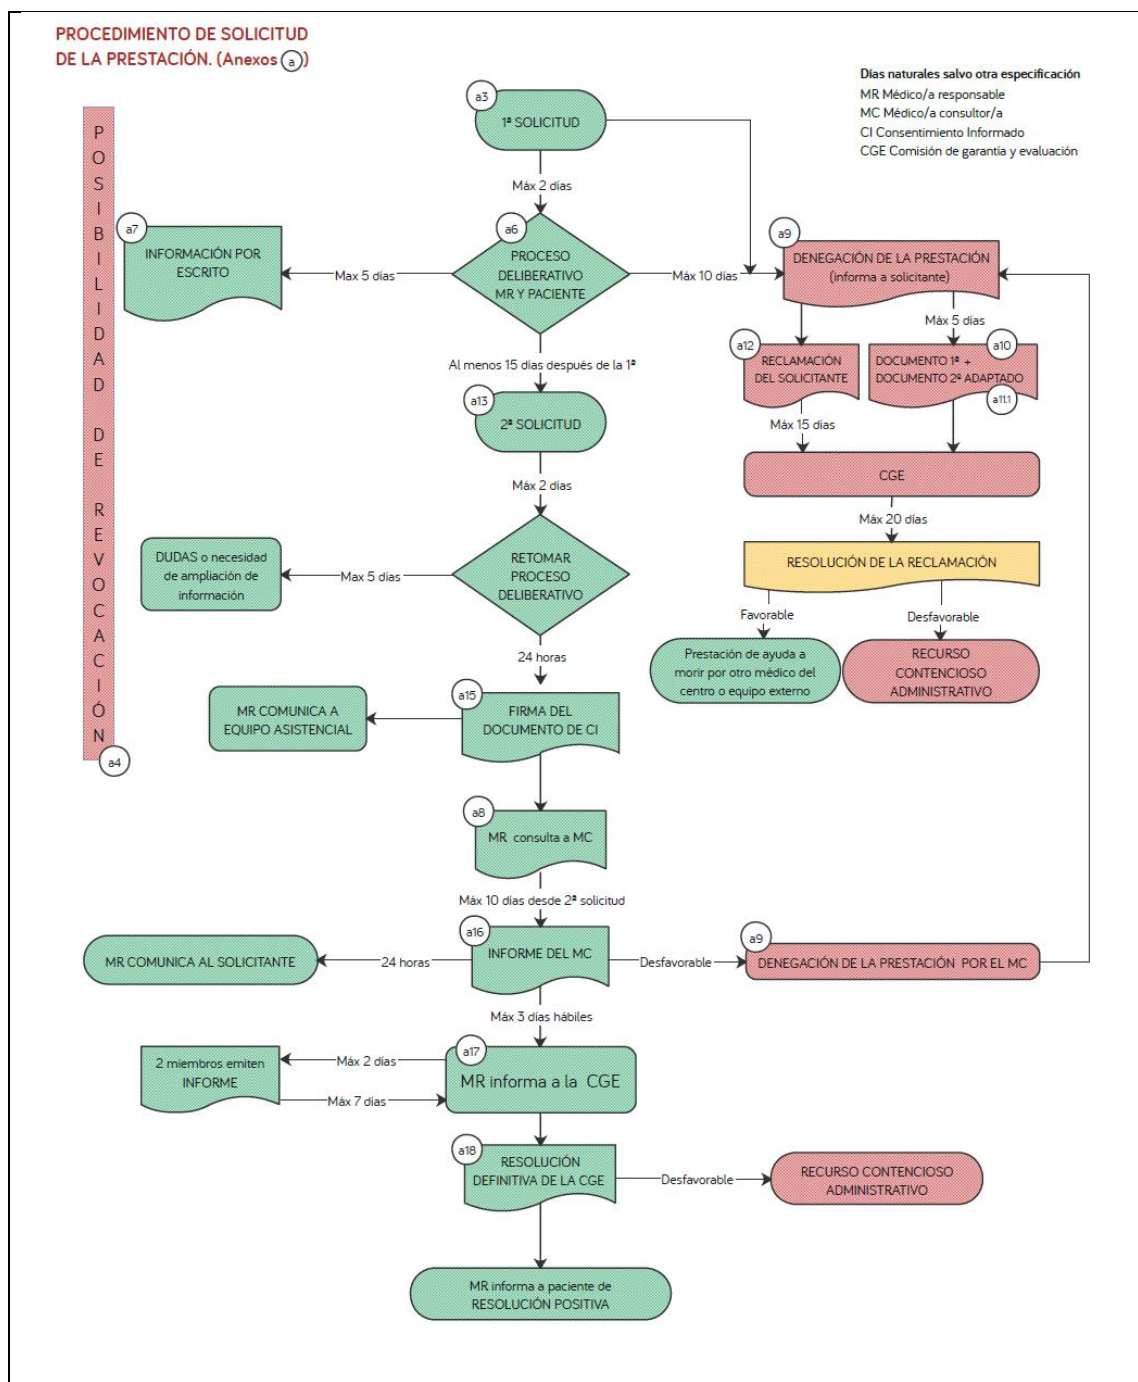 PROCEDIMIENTO DE SOLICITUD
DE LA PRESTACIÓN. (Anexos a)
Días naturales salvo otra especificación
MR Médico/a responsable
MC Médico/a consultor/a
CI Consentimiento Informado
CGE Comisión de garantía y evaluación
POSIBILIDAD DE REVOCACIÓN
a4
a3
1ª SOLICITUD
Máx 2 días
a7
INFORMACIÓN POR
ESCRITO
Max 5 días
a6
PROCESO
DELIBERATIVO
MR Y PACIENTE
Máx 10 días
a9
DENEGACIÓN DE LA PRESTACIÓN
(informa a solicitante)
Máx 5 días
a12
RECLAMACIÓN
DEL SOLICITANTE
a10
DOCUMENTO 1º +
DOCUMENTO 2º ADAPTADO
a11.1
Máx 15 días
CGE
Máx 20 días
RESOLUCIÓN DE LA RECLAMACIÓN
Favorable
Desfavorable
Prestación de ayuda a
morir por otro médico del
centro o equipo externo
RECURSO
CONTENCIOSO
ADMINISTRATIVO
Al menos 15 días después de la 1ª
a13
2ª SOLICITUD
Máx 2 días
DUDAS o necesidad
de ampliación de
información
Max 5 días
RETOMAR
PROCESO
DELIBERATIVO
24 horas
MR COMUNICA A
EQUIPO ASISTENCIAL
a15
FIRMA DEL
DOCUMENTO DE CI
a8
MR consulta a MC
Máx 10 días desde 2ª solicitud
MR COMUNICA AL SOLICITANTE
24 horas
a16
INFORME DEL MC
Desfavorable
a9
DENEGACIÓN DE LA PRESTACIÓN POR EL MC
Máx 3 días hábiles
2 miembros emiten
INFORME
Máx 2 días
Máx 7 días
a17
MR informa a la CGE
a18
RESOLUCIÓN
DEFINITIVA DE LA CGE
Desfavorable
RECURSO CONTENCIOSO
ADMINISTRATIVO
MR informa a paciente de
RESOLUCIÓN POSITIVA